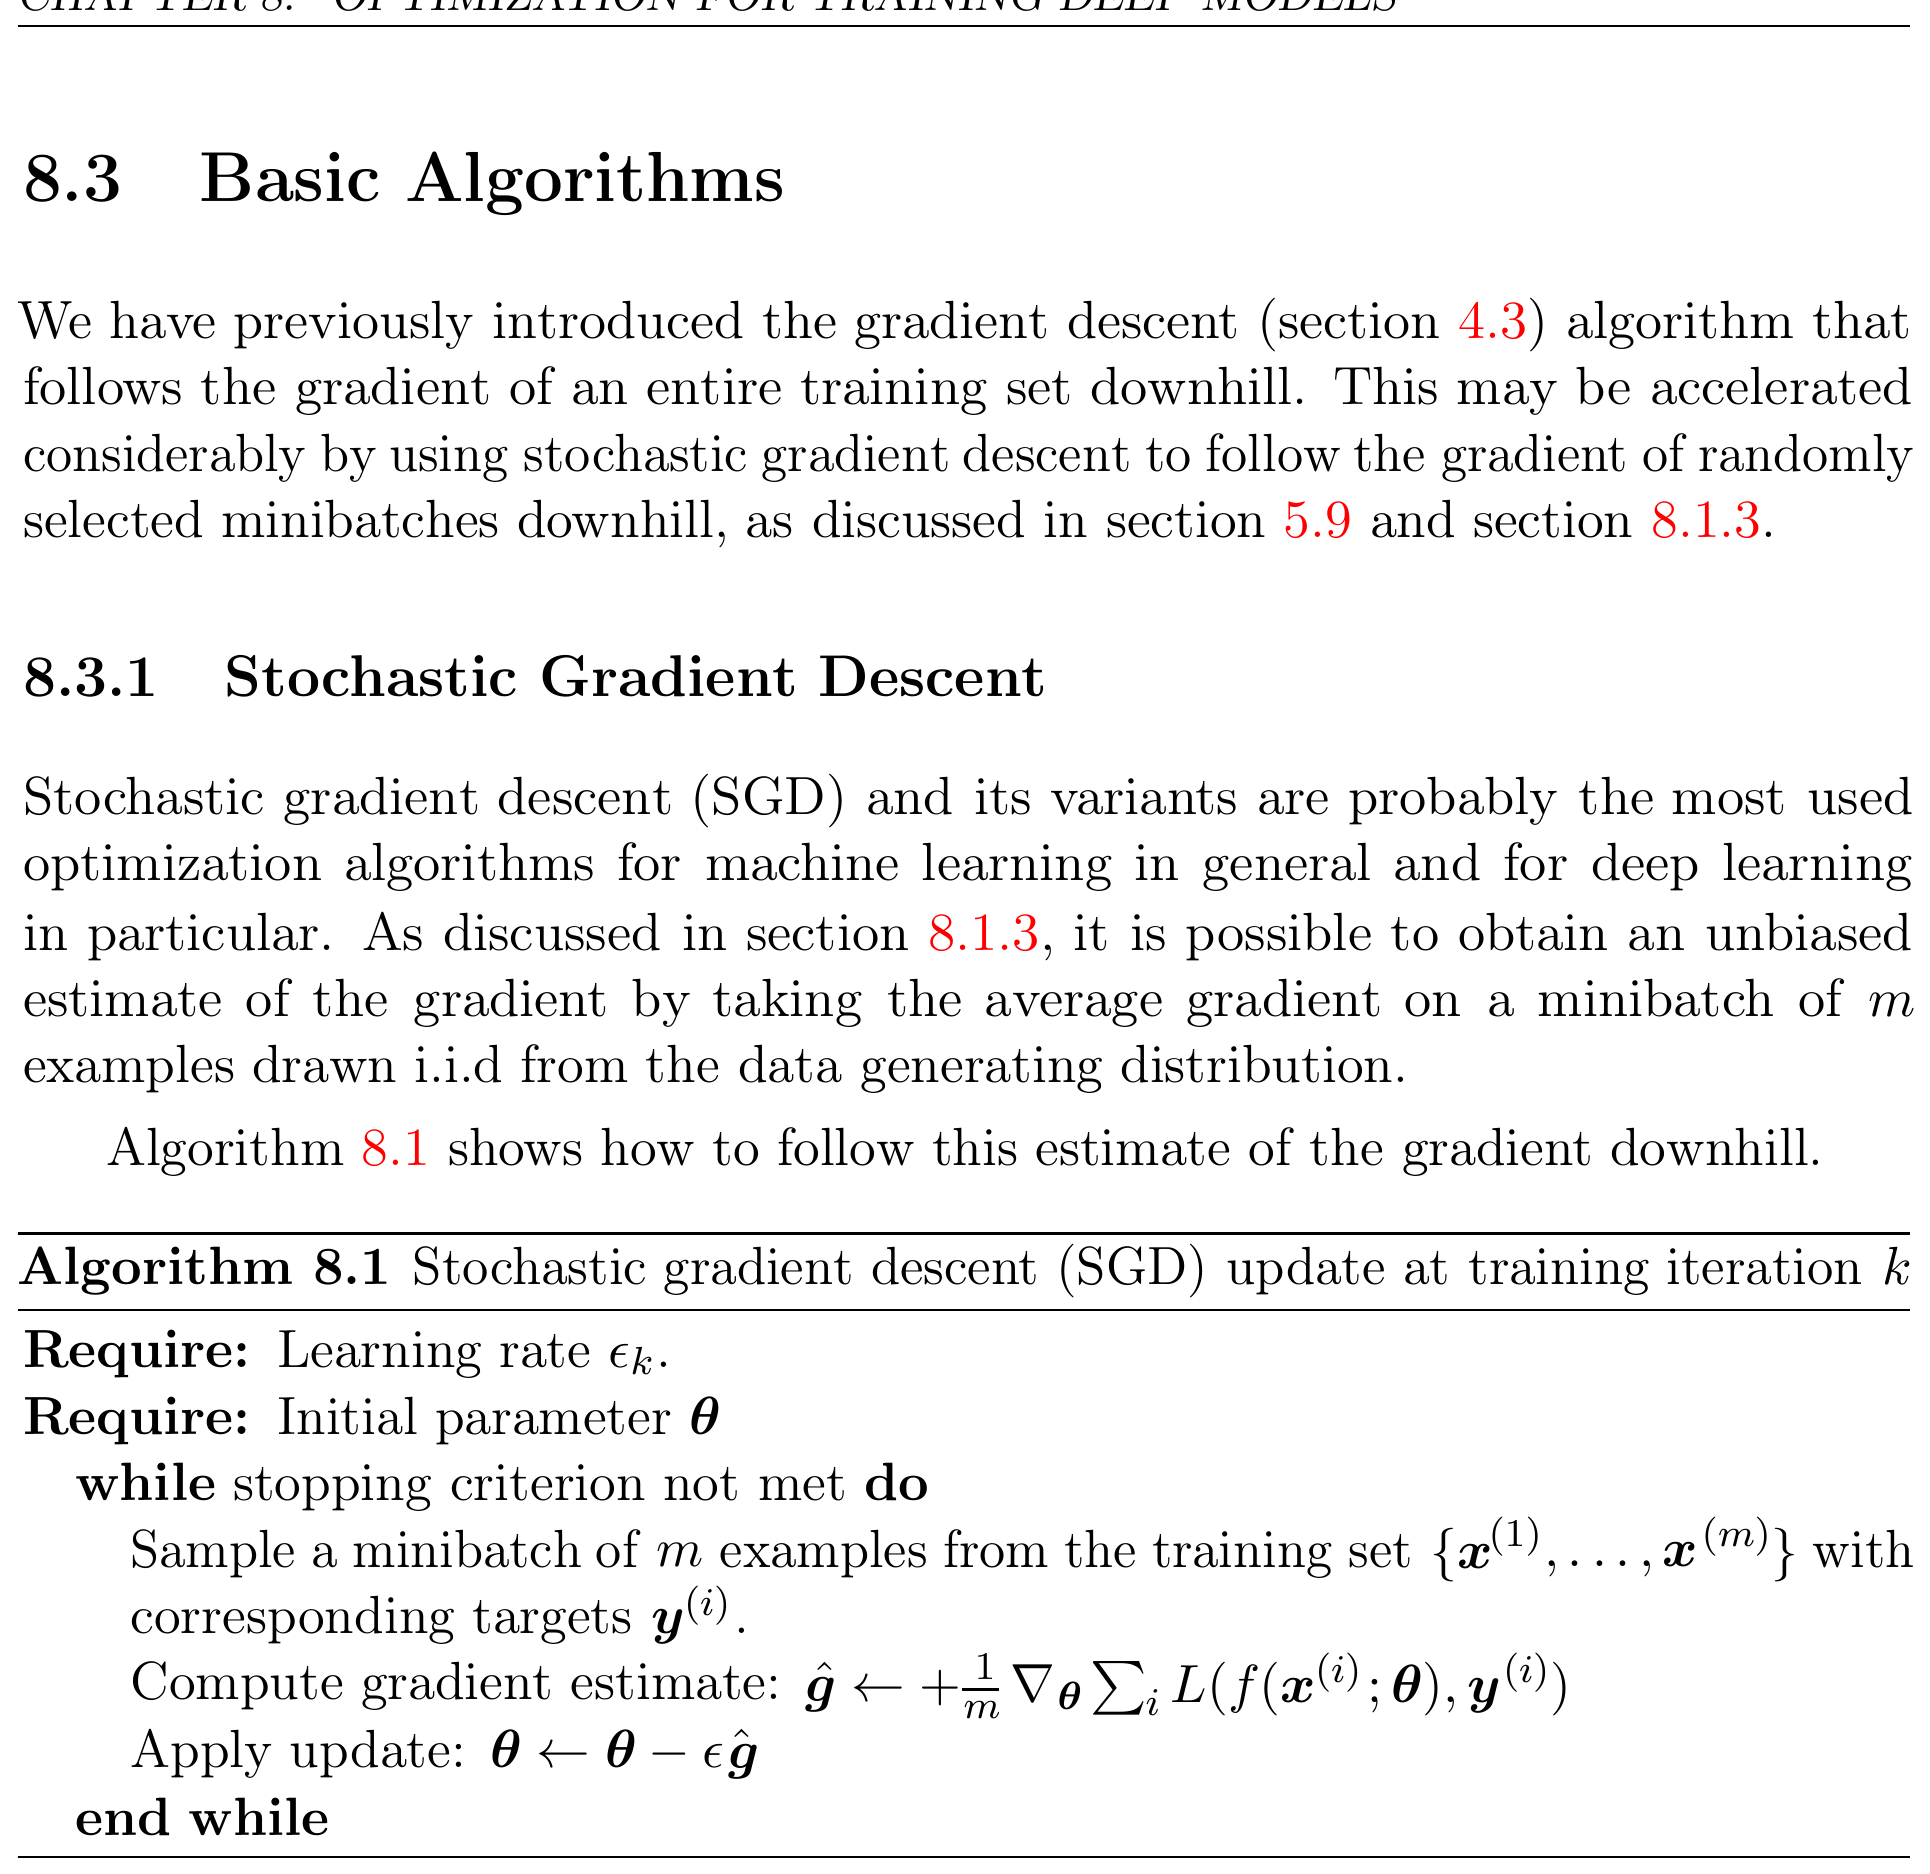 CHAPTER 8. OPTIMIZATION FOR TRAINING DEEP MODELS
8.3 Basic Algorithms
We have previously introduced the gradient descent (section 4.3) algorithm that
follows the gradient of an entire training set downhill. This may be accelerated
considerably by using stochastic gradient descent to follow the gradient of randomly
selected minibatches downhill, as discussed in section 5.9 and section 8.1.3.
8.3.1 Stochastic Gradient Descent
Stochastic gradient descent (SGD) and its variants are probably the most used
optimization algorithms for machine learning in general and for deep learning
in particular. As discussed in section 8.1.3, it is possible to obtain an unbiased
estimate of the gradient by taking the average gradient on a minibatch of m
examples drawn i.i.d from the data generating distribution.
Algorithm 8.1 shows how to follow this estimate of the gradient downhill.
Algorithm 8.1 Stochastic gradient descent (SGD) update at training iteration k
Require: Learning rate ϵₖ.
Require: Initial parameter θ
while stopping criterion not met do
Sample a minibatch of m examples from the training set {x⁽¹⁾, . . . , x⁽ᵐ⁾} with
corresponding targets y⁽ⁱ⁾.
Compute gradient estimate: ĝ ← +1/m ∇_θ ∑ᵢ L(f(x⁽ⁱ⁾; θ), y⁽ⁱ⁾)
Apply update: θ ← θ − ϵĝ
end while